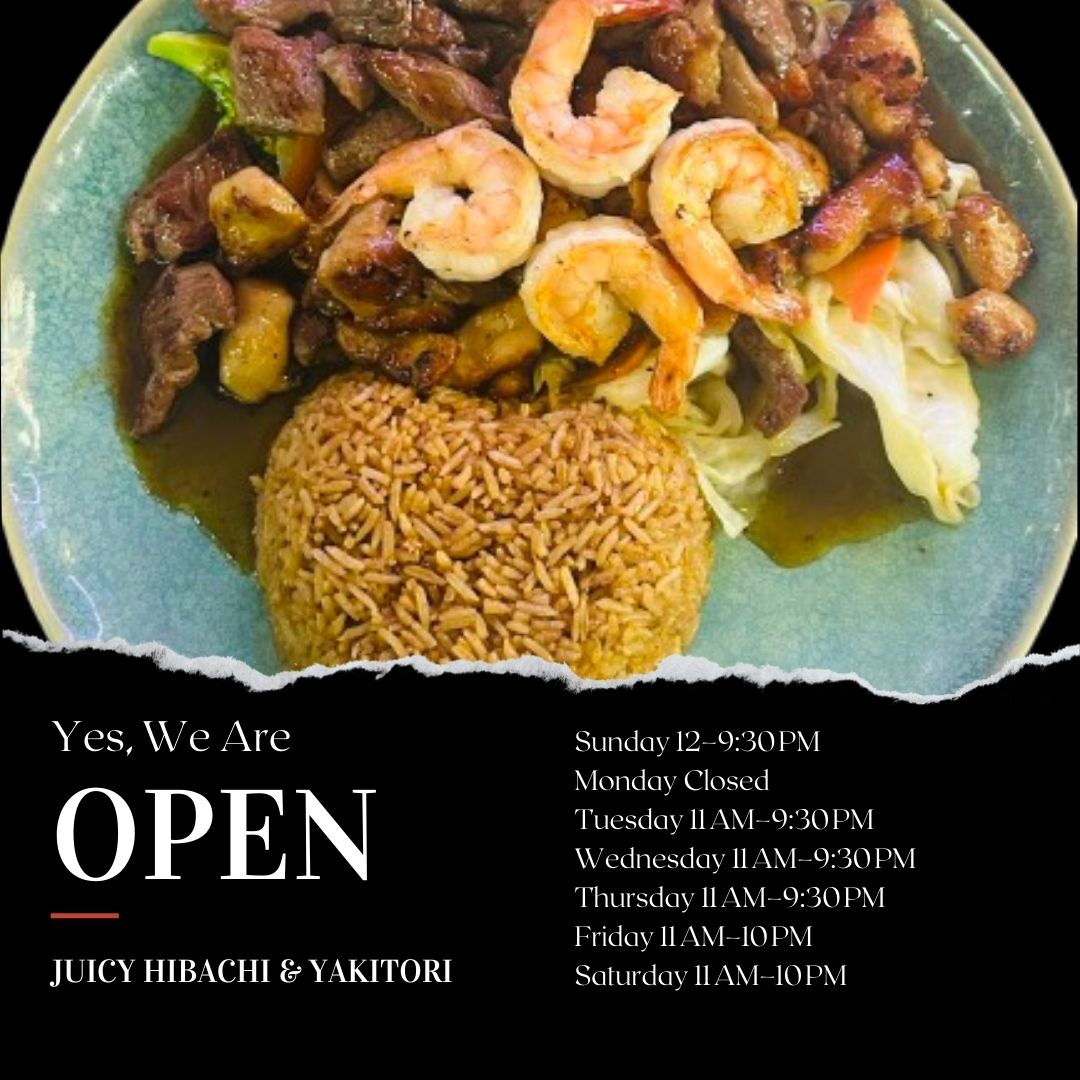 Yes, We Are
OPEN
JUICY HIBACHI & YAKITORI
Sunday 12–9:30 PM
Monday Closed
Tuesday 11 AM–9:30 PM
Wednesday 11 AM–9:30 PM
Thursday 11 AM–9:30 PM
Friday 11 AM–10 PM
Saturday 11 AM–10 PM